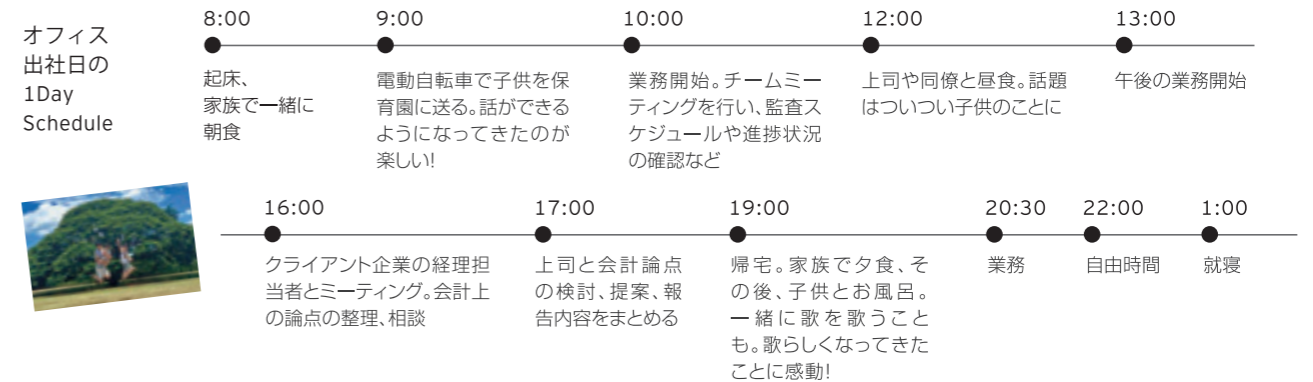 オフィス
出社日の
1Day
Schedule
8:00
起床、
家族で一緒に
朝食
9:00
電動自転車で子供を保
育園に送る。話ができる
ようになってきたのが
楽しい!
10:00
業務開始。チームミー
ティングを行い、監査ス
ケジュールや進捗状況
の確認など
12:00
上司や同僚と昼食。話題
はついつい子供のことに
13:00
午後の業務開始
16:00
クライアント企業の経理担
当者とミーティング。会計上
の論点の整理、相談
17:00
上司と会計論点
の検討、提案、報
告内容をまとめる
19:00
帰宅。家族で夕食、そ
の後、子供とお風呂。
一緒に歌を歌うこと
も。歌らしくなってきた
ことに感動!
20:30
業務
22:00
自由時間
1:00
就寝